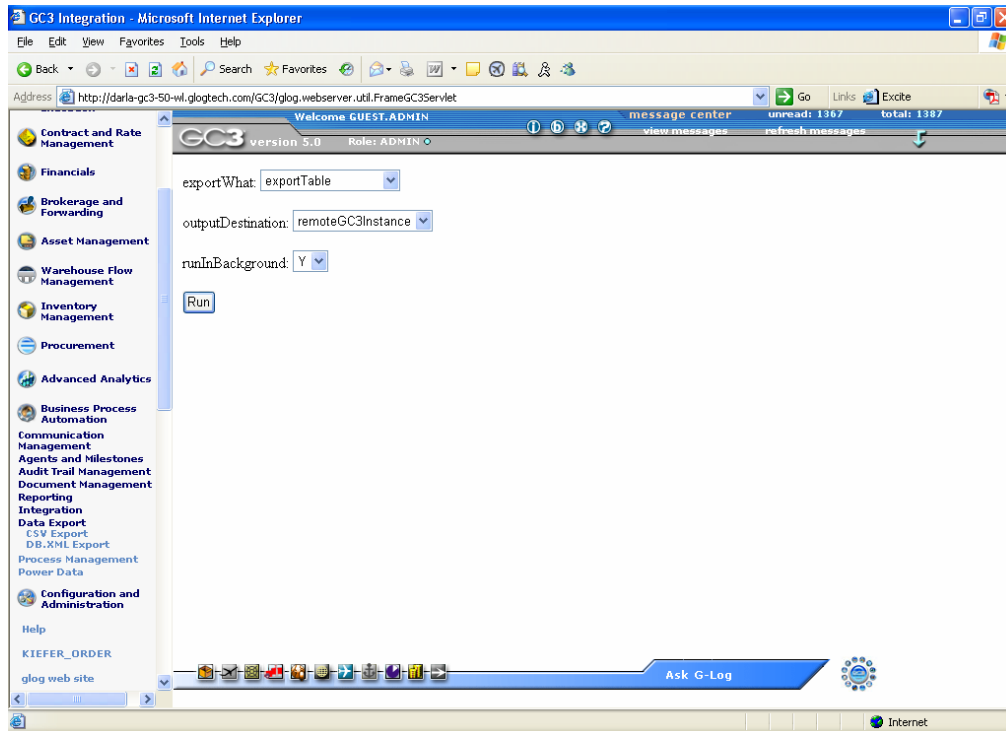 GC3 Integration - Microsoft Internet Explorer
File Edit View Favorites Tools Help
Back Search Favorites
Address http://darla-gc3-50-wl.glogtech.com/GC3/glog.webserver.util.FrameGC3Servlet Go Links Excite
Welcome GUEST.ADMIN message center unread: 1367 total: 1387
view messages refresh messages
GC3 version 5.0 Role: ADMIN
Contract and Rate
Management
Financials
Brokerage and
Forwarding
Asset Management
Warehouse Flow
Management
Inventory
Management
Procurement
Advanced Analytics
Business Process
Automation
Communication
Management
Agents and Milestones
Audit Trail Management
Document Management
Reporting
Integration
Data Export
CSV Export
DB.XML Export
Process Management
Power Data
Configuration and
Administration
Help
KIEFER_ORDER
glog web site
exportWhat: exportTable
outputDestination: remoteGC3Instance
runInBackground: Y
Run
Ask G-Log
Internet